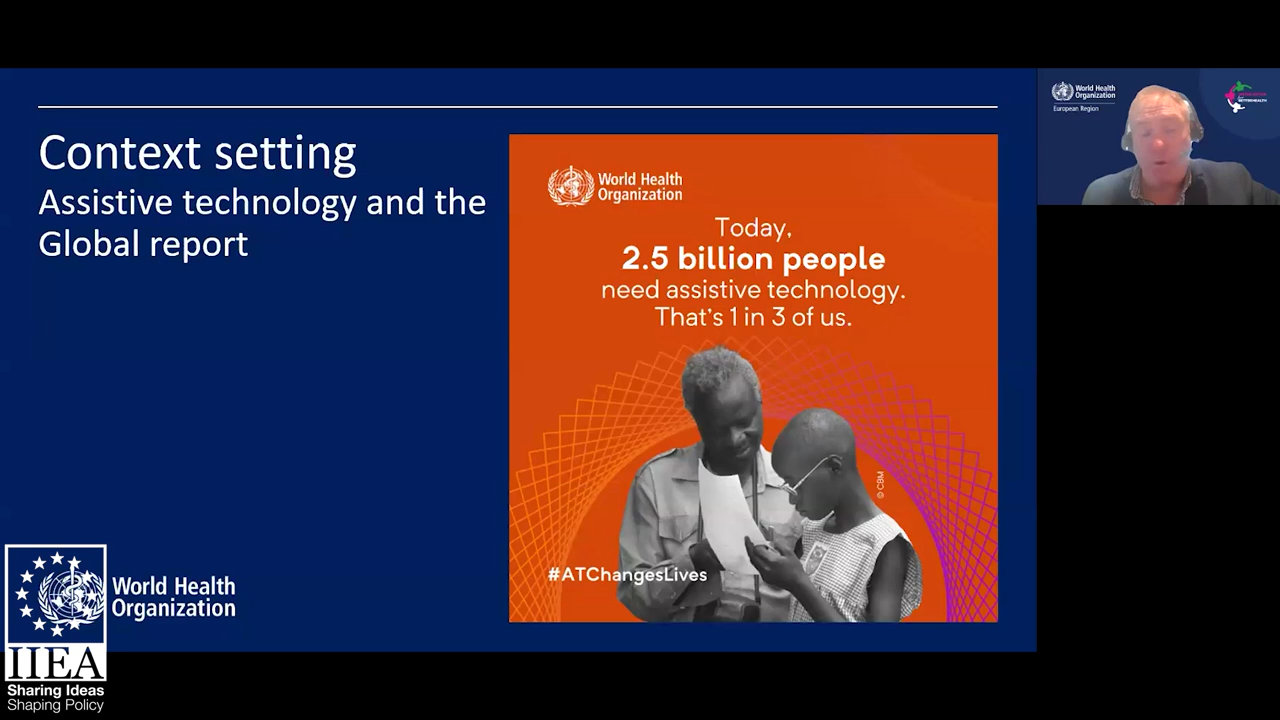 Context setting
Assistive technology and the
Global report
World Health
Organization
Today,
2.5 billion people
need assistive technology.
That's 1 in 3 of us.
© CBM
#ATChangesLives
World Health
Organization
IIEA
Sharing Ideas
Shaping Policy
World Health
Organization
European Region
BETTER HEALTH